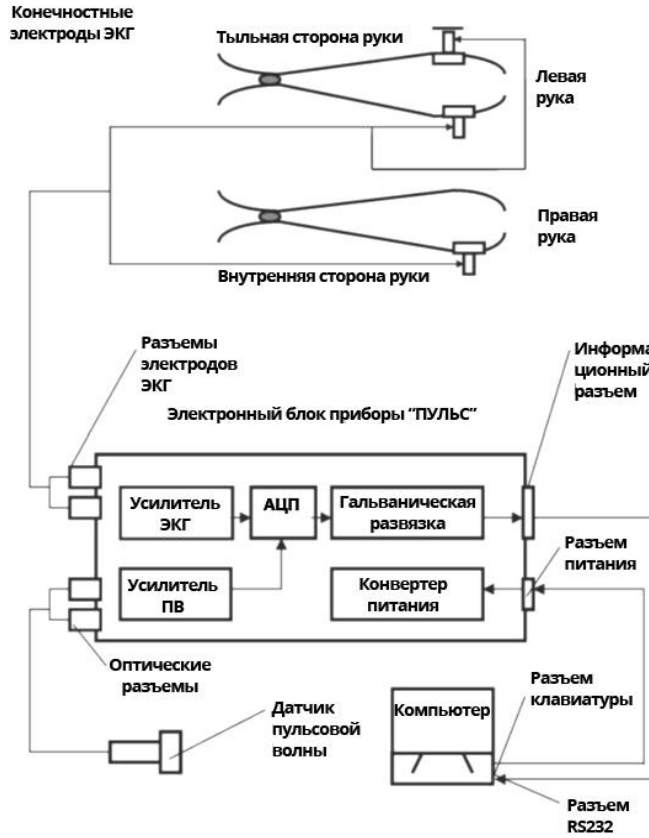 Конечностные
электроды ЭКГ
Тыльная сторона руки
Левая
рука
Правая
рука
Внутренняя сторона руки
Разъемы
электродов
ЭКГ
Информа
ционный
разъем
Электронный блок приборы “ПУЛЬС”
Усилитель
ЭКГ
АЦП
Гальваническая
развязка
Разъем
питания
Усилитель
ПВ
Конвертер
питания
Оптические
разъемы
Датчик
пульсовой
волны
Компьютер
Разъем
клавиатуры
Разъем
RS232